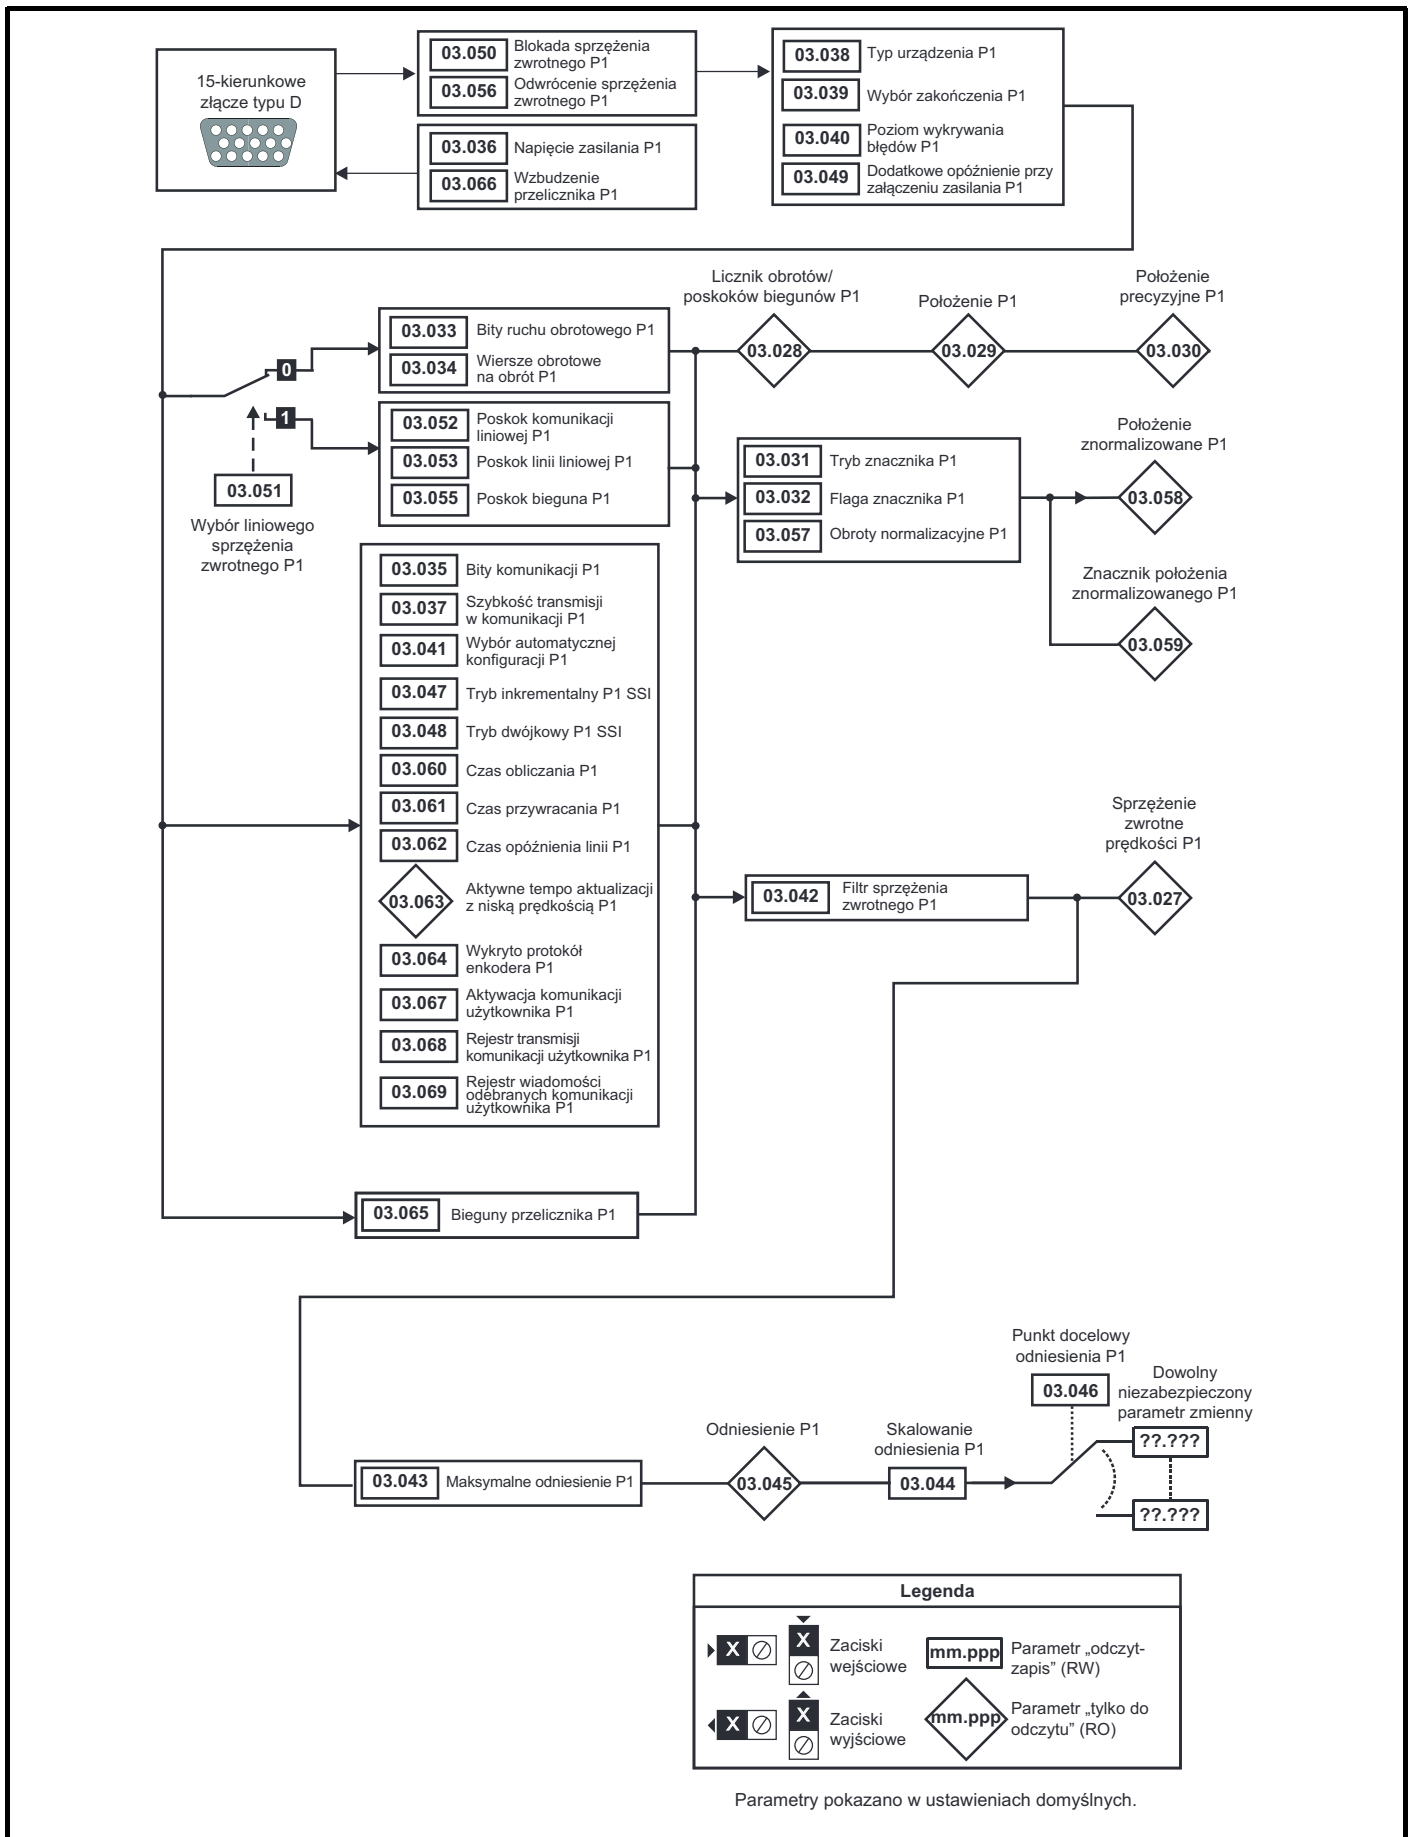 15-kierunkowe
złącze typu D
03.050
Blokada sprzężenia
zwrotnego P1
03.056
Odwrócenie sprzężenia
zwrotnego P1
03.036
Napięcie zasilania P1
03.066
Wzbudzenie
przelicznika P1
03.038
Typ urządzenia P1
03.039
Wybór zakończenia P1
03.040
Poziom wykrywania
błędów P1
03.049
Dodatkowe opóźnienie przy
załączeniu zasilania P1
0
1
03.051
Wybór liniowego
sprzężenia
zwrotnego P1
03.033
Bity ruchu obrotowego P1
03.034
Wiersze obrotowe
na obrót P1
03.052
Poskok komunikacji
liniowej P1
03.053
Poskok linii liniowej P1
03.055
Poskok bieguna P1
Licznik obrotów/
poskoków biegunów P1
03.028
Położenie P1
03.029
Położenie
precyzyjne P1
03.030
03.031
Tryb znacznika P1
03.032
Flaga znacznika P1
03.057
Obroty normalizacyjne P1
Położenie
znormalizowane P1
03.058
Znacznik położenia
znormalizowanego P1
03.059
03.035
Bity komunikacji P1
03.037
Szybkość transmisji
w komunikacji P1
03.041
Wybór automatycznej
konfiguracji P1
03.047
Tryb inkrementalny P1 SSI
03.048
Tryb dwójkowy P1 SSI
03.060
Czas obliczania P1
03.061
Czas przywracania P1
03.062
Czas opóźnienia linii P1
03.063
Aktywne tempo aktualizacji
z niską prędkością P1
03.064
Wykryto protokół
enkodera P1
03.067
Aktywacja komunikacji
użytkownika P1
03.068
Rejestr transmisji
komunikacji użytkownika P1
03.069
Rejestr wiadomości
odebranych komunikacji
użytkownika P1
03.042
Filtr sprzężenia
zwrotnego P1
Sprzężenie
zwrotne
prędkości P1
03.027
03.065
Bieguny przelicznika P1
03.043
Maksymalne odniesienie P1
Odniesienie P1
03.045
Skalowanie
odniesienia P1
03.044
Punkt docelowy
odniesienia P1
03.046
Dowolny
niezabezpieczony
parametr zmienny
??.???
??.???
Legenda
X
X
Zaciski
wejściowe
mm.ppp
Parametr „odczyt-
zapis” (RW)
X
X
Zaciski
wyjściowe
mm.ppp
Parametr „tylko do
odczytu” (RO)
Parametry pokazano w ustawieniach domyślnych.